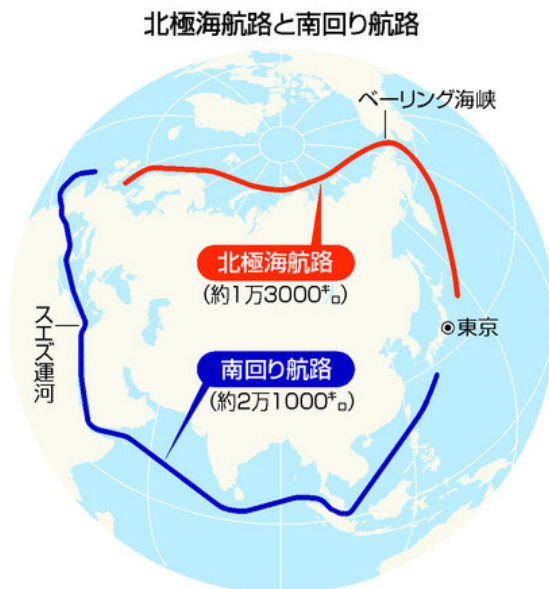 北極海航路と南回り航路
ベーリング海峡
北極海航路
(約1万3000㌔)
東京
スエズ運河
南回り航路
(約2万1000㌔)